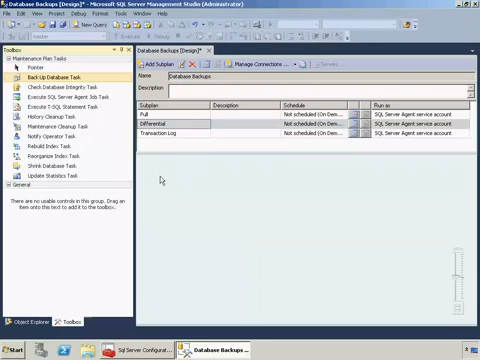 Database Backups [Design]* - Microsoft SQL Server Management Studio (Administrator)
File Edit View Project Debug Format Tools Window Help
New Query
Toolbox
Maintenance Plan Tasks
Pointer
Back Up Database Task
Check Database Integrity Task
Execute SQL Server Agent Job Task
Execute T-SQL Statement Task
History Cleanup Task
Maintenance Cleanup Task
Notify Operator Task
Rebuild Index Task
Reorganize Index Task
Shrink Database Task
Update Statistics Task
General
There are no usable controls in this group. Drag an
item onto this text to add it to the toolbox.
Object Explorer Toolbox
Database Backups [Design]*
Add Subplan Manage Connections...
Name Database Backups
Description
Subplan Description Schedule Run as
Full Not scheduled (On Dem... SQL Server Agent service account
Differential Not scheduled (On Dem... SQL Server Agent service account
Transaction Log Not scheduled (On Dem... SQL Server Agent service account
Start Sql Server Configurat... Database Backups ...